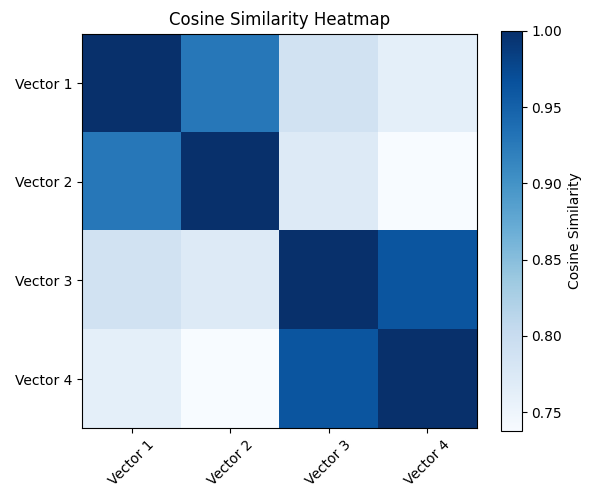 Cosine Similarity Heatmap
Vector 1
Vector 2
Vector 3
Vector 4
Vector 1
Vector 2
Vector 3
Vector 4
1.00
0.95
0.90
0.85
0.80
0.75
Cosine Similarity